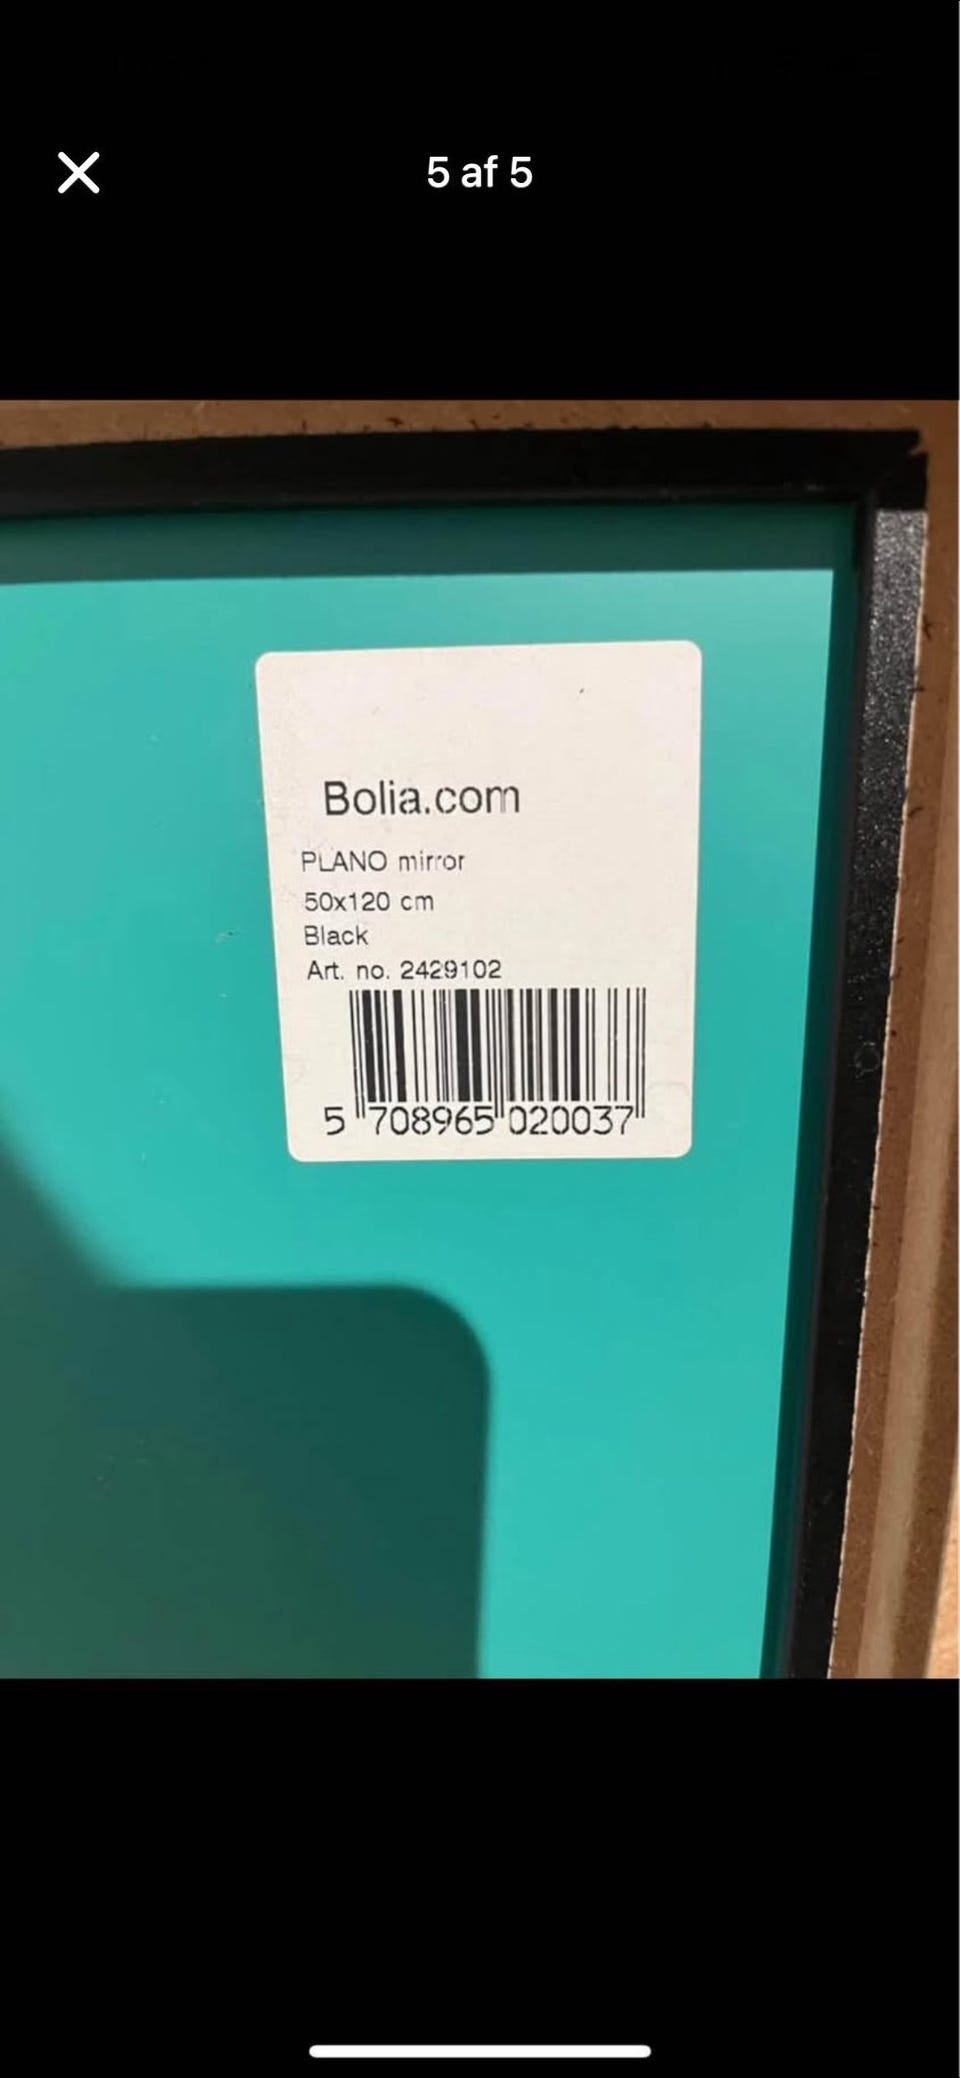 5 af 5
Bolia.com
PLANO mirror
50x120 cm
Black
Art. no. 2429102
5 708965 020037